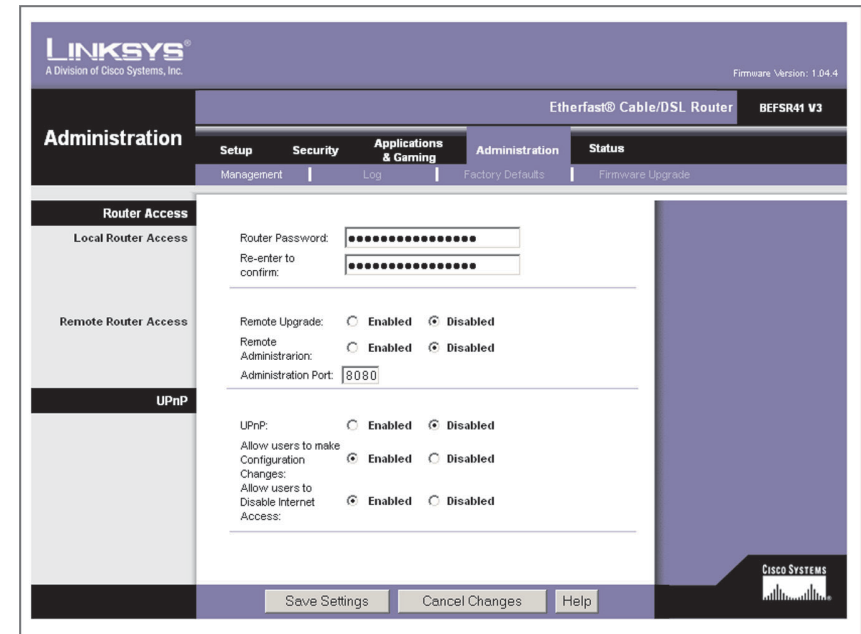 LINKSYS®
A Division of Cisco Systems, Inc.
Firmware Version: 1.04.4
Etherfast® Cable/DSL Router
BEFSR41 V3
Administration
Setup
Security
Applications
& Gaming
Administration
Status
Management
Log
Factory Defaults
Firmware Upgrade
Router Access
Local Router Access
Router Password:
Re-enter to
confirm:
Remote Router Access
Remote Upgrade: Enabled Disabled
Remote
Administrarion: Enabled Disabled
Administration Port: 8080
UPnP
UPnP: Enabled Disabled
Allow users to make
Configuration Enabled Disabled
Changes:
Allow users to
Disable Internet Enabled Disabled
Access:
CISCO SYSTEMS
Save Settings
Cancel Changes
Help